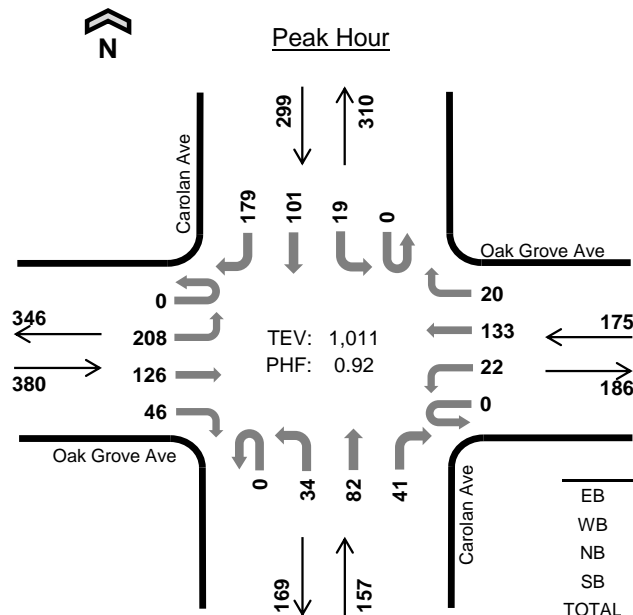 N
Peak Hour
Carolan Ave
299
310
179
101
19
0
Oak Grove Ave
0
20
346
208
TEV: 1,011
133
175
380
126
PHF: 0.92
22
186
46
0
Oak Grove Ave
0
34
82
41
Carolan Ave
169
157
EB
WB
NB
SB
TOTAL